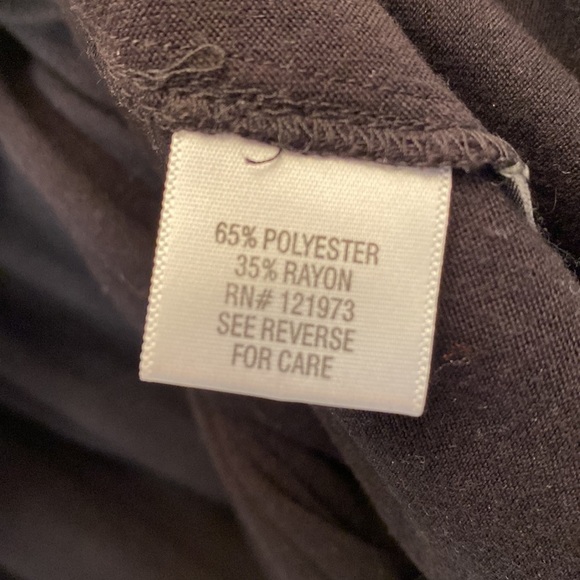 65% POLYESTER
35% RAYON
RN# 121973
SEE REVERSE
FOR CARE